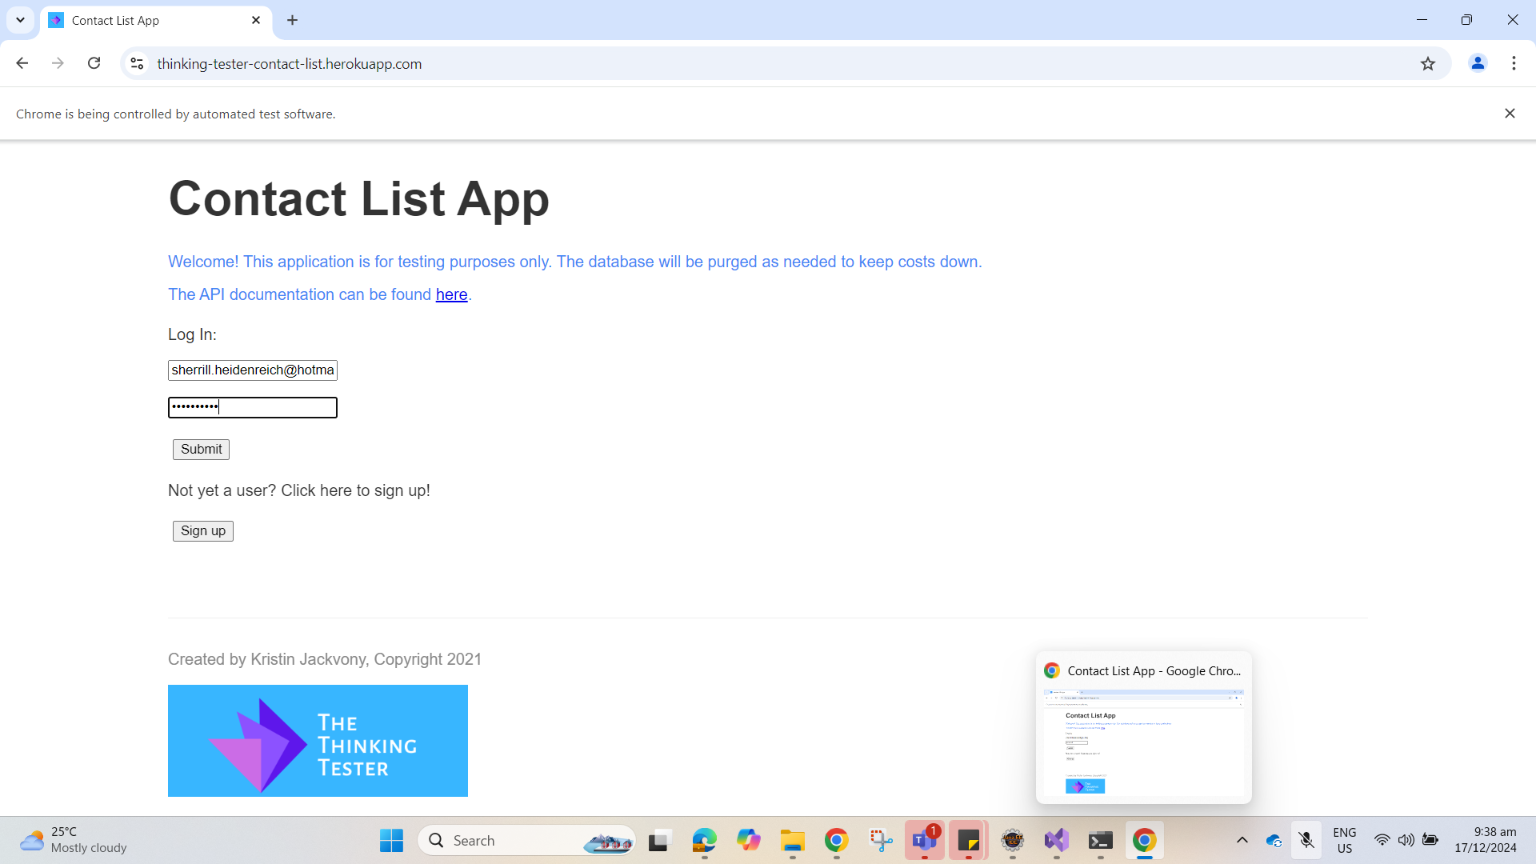 Contact List App
thinking-tester-contact-list.herokuapp.com
Chrome is being controlled by automated test software.
Contact List App
Welcome! This application is for testing purposes only. The database will be purged as needed to keep costs down.
The API documentation can be found here.
Log In:
sherrill.heidenreich@hotma
••••••••••
Submit
Not yet a user? Click here to sign up!
Sign up
Created by Kristin Jackvony, Copyright 2021
THE
THINKING
TESTER
Contact List App - Google Chro...
Contact List App
25°C
Mostly cloudy
Search
1
ENG
US
9:38 am
17/12/2024